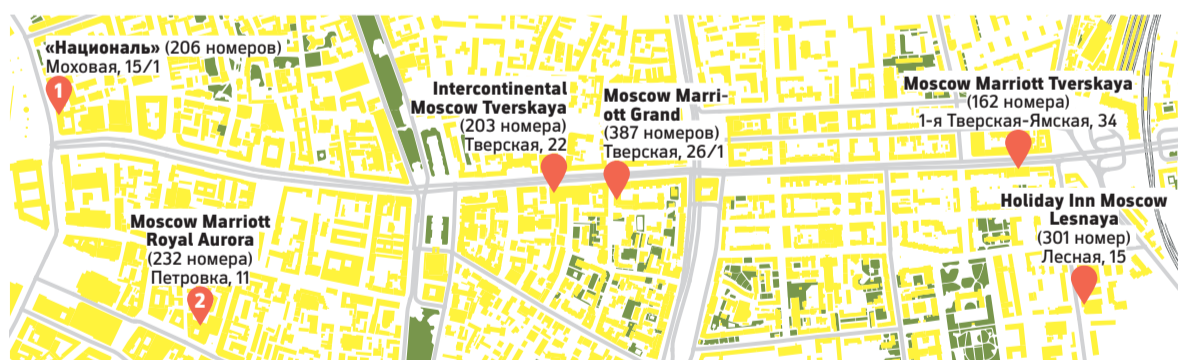 «Националь» (206 номеров)
Моховая, 15/1
1
Moscow Marriott
Royal Aurora
(232 номера)
Петровка, 11
2
Intercontinental
Moscow Tverskaya
(203 номера)
Тверская, 22
Moscow Marri-
ott Grand
(387 номеров)
Тверская, 26/1
Moscow Marriott Tverskaya
(162 номера)
1-я Тверская-Ямская, 34
Holiday Inn Moscow
Lesnaya
(301 номер)
Лесная, 15